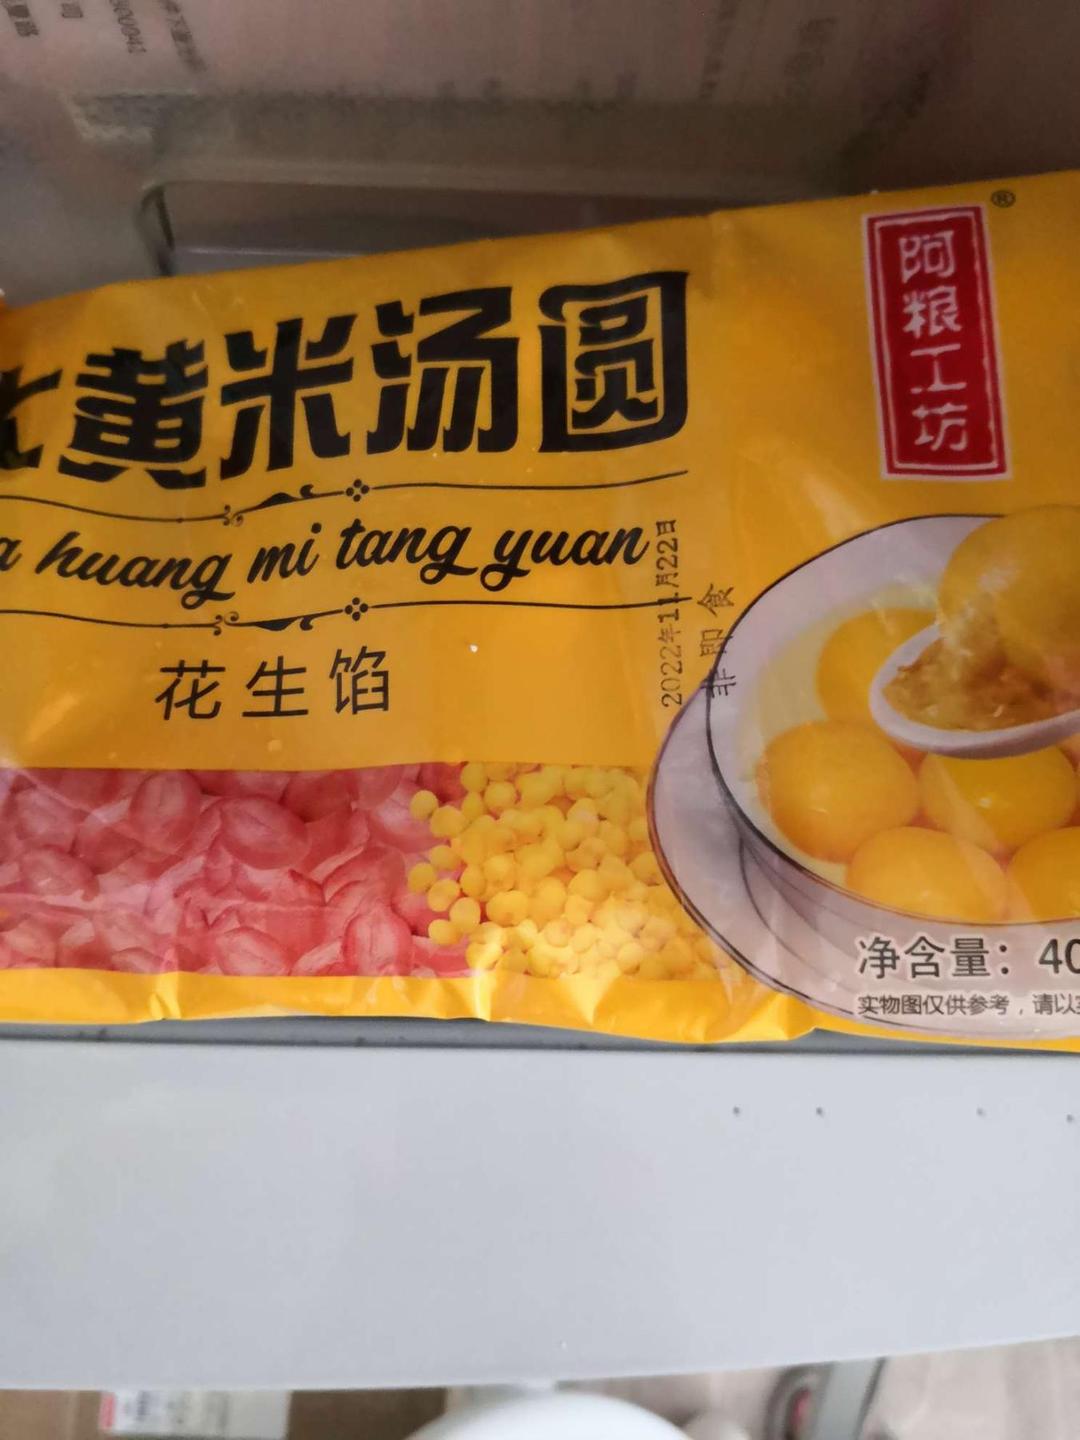 大黄米汤圆
a huang mi tang yuan
花生馅
阿粮工坊
®
2022年11月22日
非即食
净含量：40
实物图仅供参考，请以实